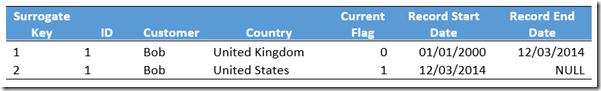 Surrogate Key ID Customer Country Current Flag Record Start Date Record End Date
1 1 Bob United Kingdom 0 01/01/2000 12/03/2014
2 1 Bob United States 1 12/03/2014 NULL